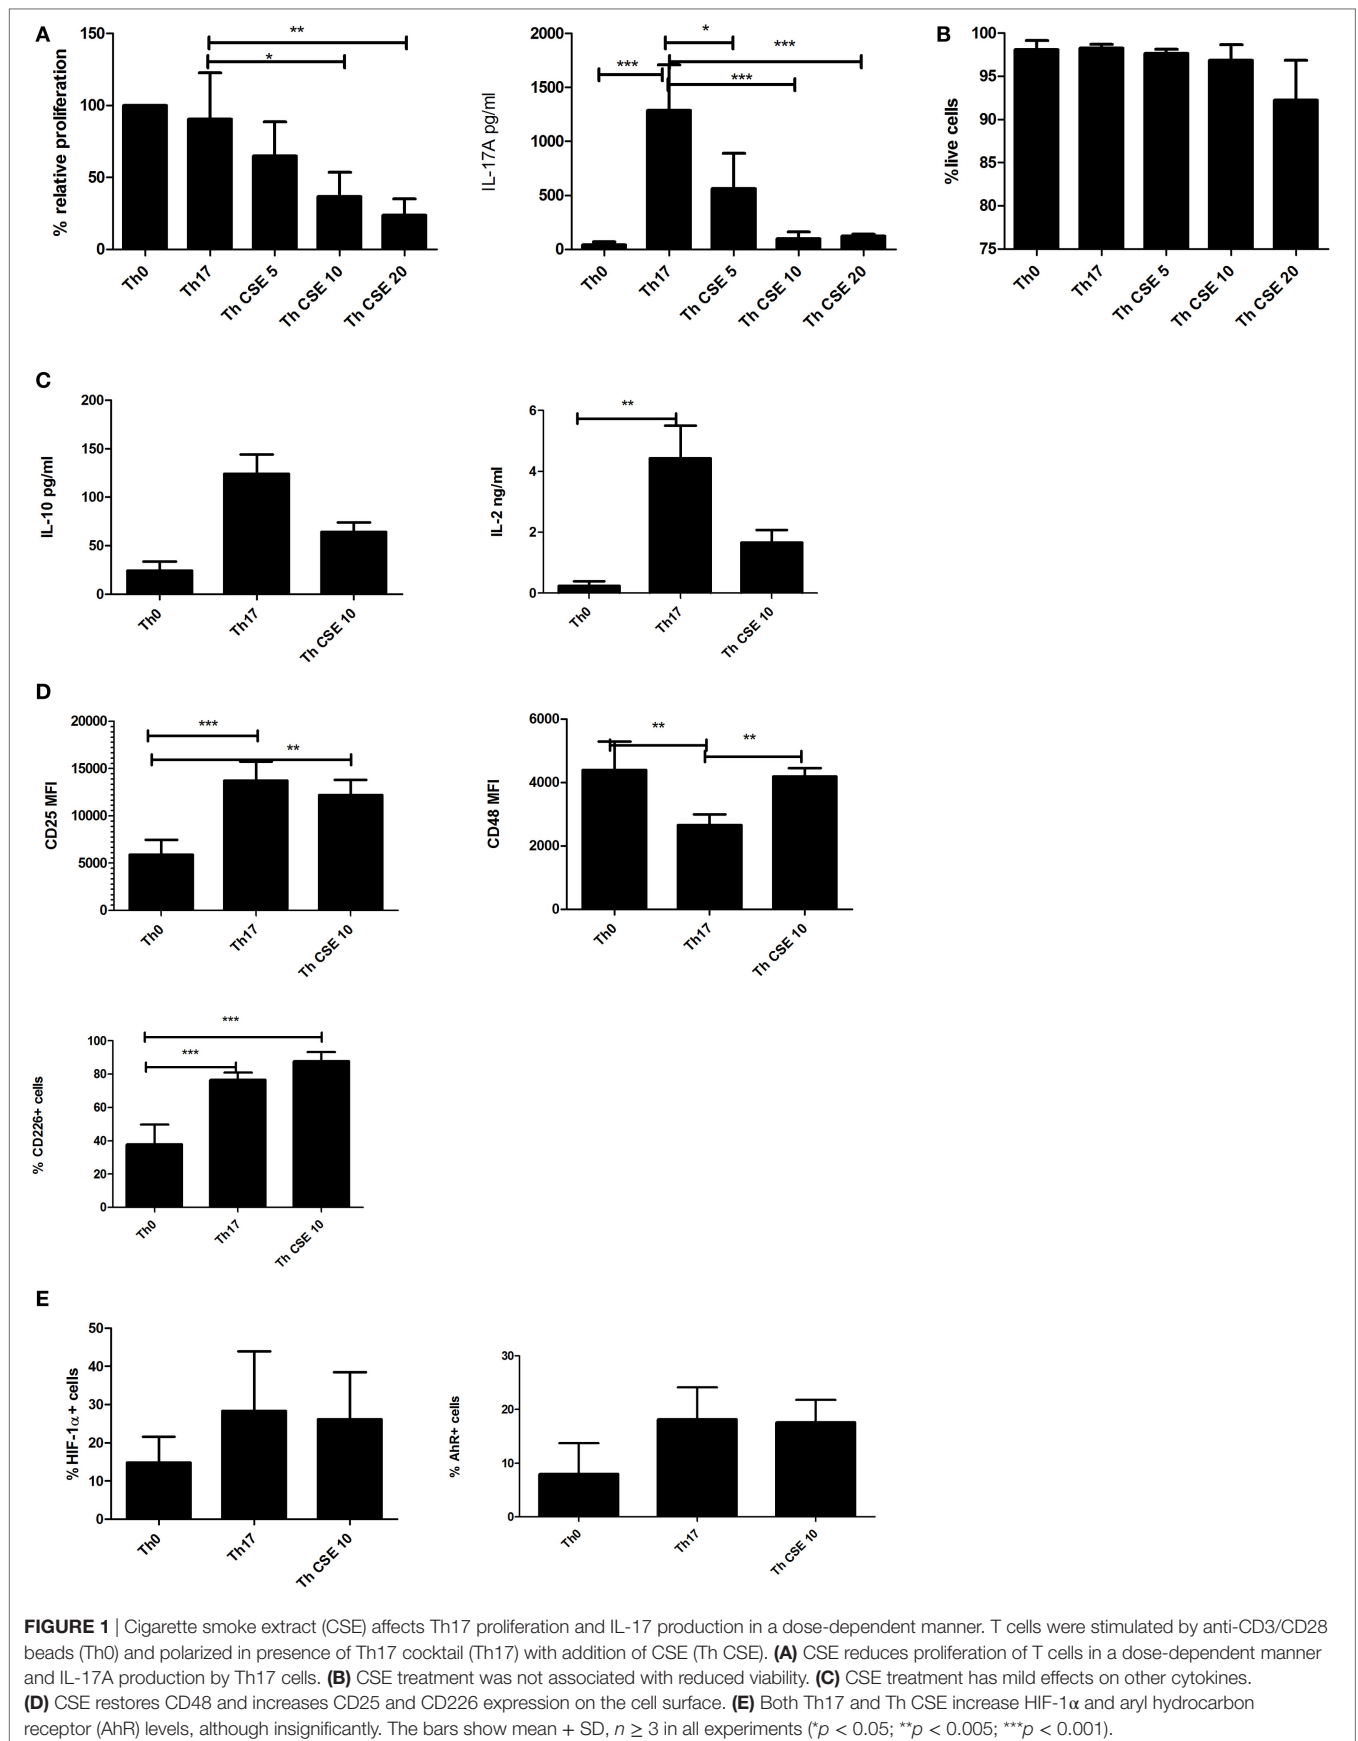 A
% relative proliferation
150
100
50
0
**
*
Th0
Th17
Th CSE 5
Th CSE 10
Th CSE 20
IL-17A pg/ml
2000
1500
1000
500
0
*
***
***
***
Th0
Th17
Th CSE 5
Th CSE 10
Th CSE 20
B
%live cells
100
95
90
85
80
75
Th0
Th17
Th CSE 5
Th CSE 10
Th CSE 20
C
IL-10 pg/ml
200
150
100
50
0
Th0
Th17
Th CSE 10
IL-2 ng/ml
6
4
2
0
**
Th0
Th17
Th CSE 10
D
CD25 MFI
20000
15000
10000
5000
0
***
**
Th0
Th17
Th CSE 10
CD48 MFI
6000
4000
2000
0
**
**
Th0
Th17
Th CSE 10
% CD226+ cells
100
80
60
40
20
0
***
***
Th0
Th17
Th CSE 10
E
%HIF-1α+ cells
50
40
30
20
10
0
Th0
Th17
Th CSE 10
% AhR+ cells
30
20
10
0
Th0
Th17
Th CSE 10
FIGURE 1 | Cigarette smoke extract (CSE) affects Th17 proliferation and IL-17 production in a dose-dependent manner. T cells were stimulated by anti-CD3/CD28
beads (Th0) and polarized in presence of Th17 cocktail (Th17) with addition of CSE (Th CSE). (A) CSE reduces proliferation of T cells in a dose-dependent manner
and IL-17A production by Th17 cells. (B) CSE treatment was not associated with reduced viability. (C) CSE treatment has mild effects on other cytokines.
(D) CSE restores CD48 and increases CD25 and CD226 expression on the cell surface. (E) Both Th17 and Th CSE increase HIF-1α and aryl hydrocarbon
receptor (AhR) levels, although insignificantly. The bars show mean + SD, n ≥ 3 in all experiments (*p < 0.05; **p < 0.005; ***p < 0.001).